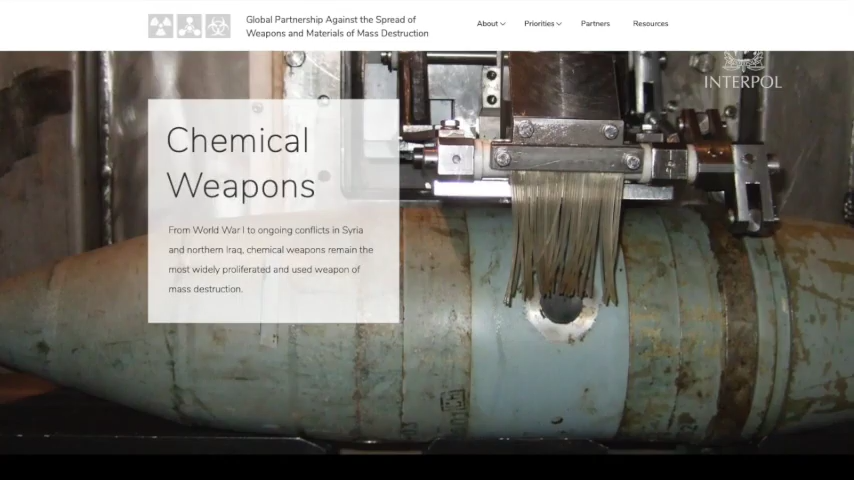 Global Partnership Against the Spread of
Weapons and Materials of Mass Destruction
About
Priorities
Partners
Resources
INTERPOL
Chemical
Weapons
From World War I to ongoing conflicts in Syria
and northern Iraq, chemical weapons remain the
most widely proliferated and used weapon of
mass destruction.